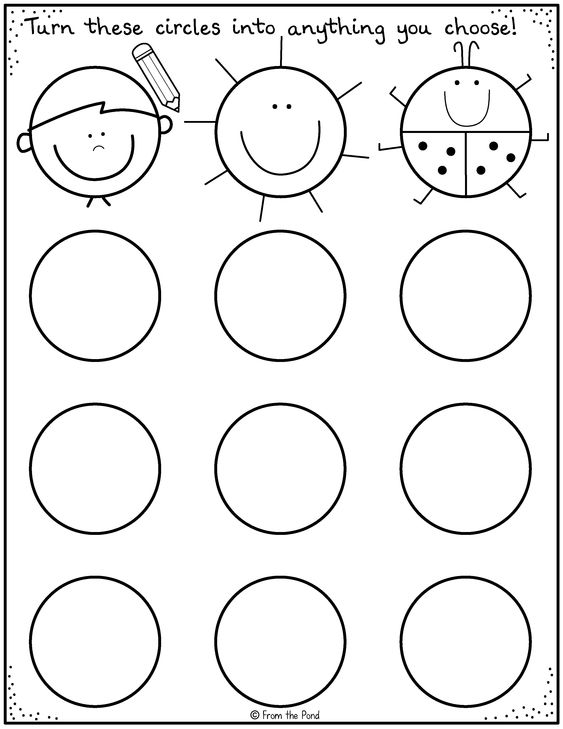 Turn these circles into anything you choose!
© From the Pond